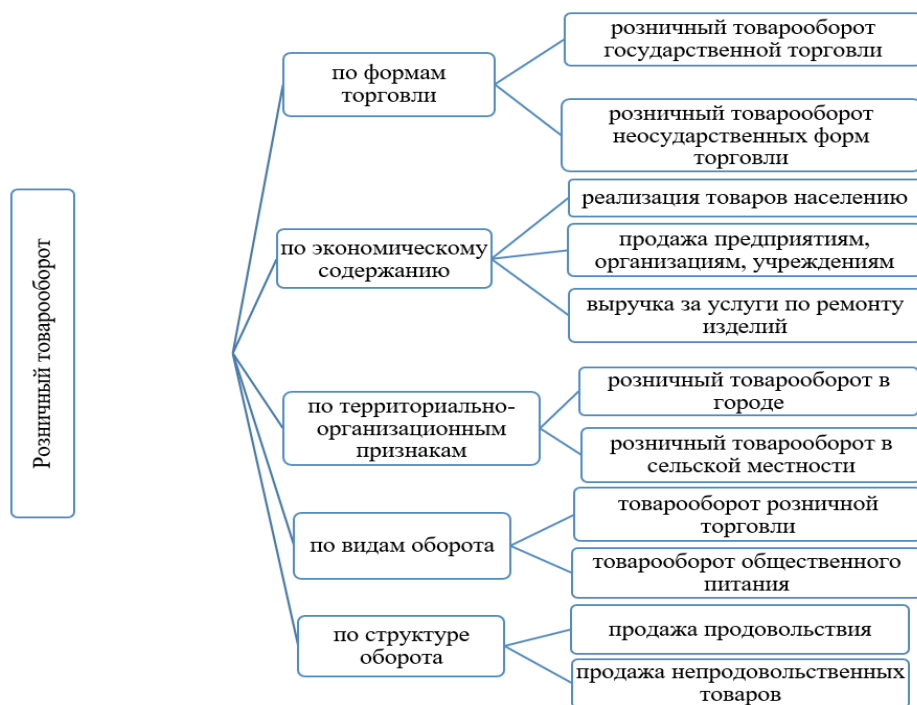 Розничный товарооборот
по формам
торговли
розничный товарооборот
государственной торговли
розничный товарооборот
неосударственных форм
торговли
по экономическому
содержанию
реализация товаров населению
продажа предприятиям,
организациям, учреждениям
выручка за услуги по ремонту
изделий
по территориально-
организационным
признакам
розничный товарооборот в
городе
розничный товарооборот в
сельской местности
по видам оборота
товарооборот розничной
торговли
товарооборот общественного
питания
по структуре
оборота
продажа продовольствия
продажа непродовольственных
товаров